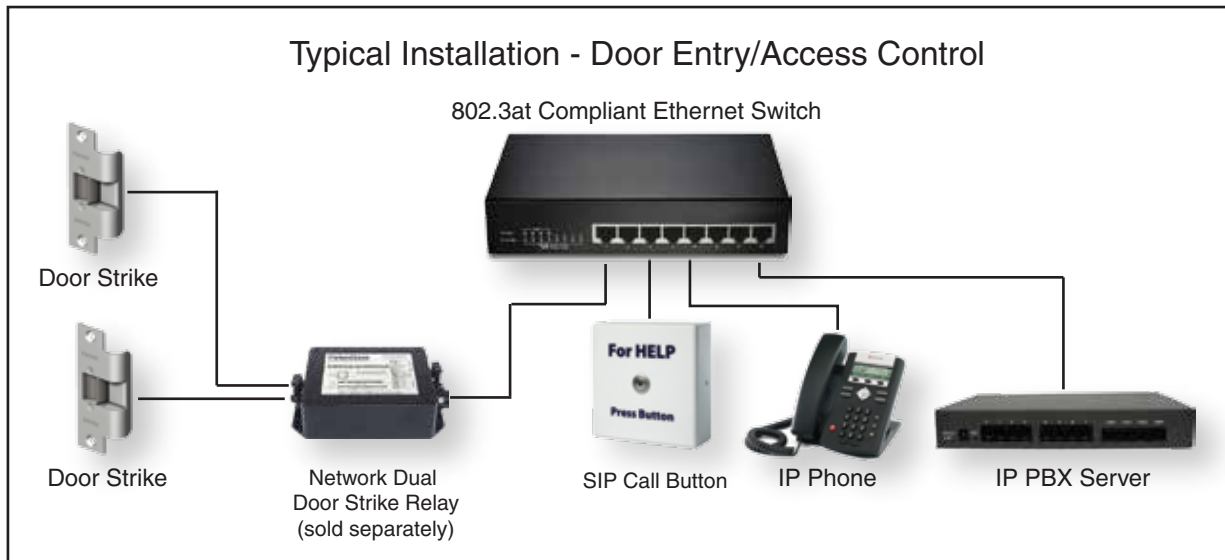 Typical Installation - Door Entry/Access Control
802.3at Compliant Ethernet Switch
Door Strike
Door Strike
Network Dual
Door Strike Relay
(sold separately)
For HELP
Press Button
SIP Call Button
IP Phone
IP PBX Server